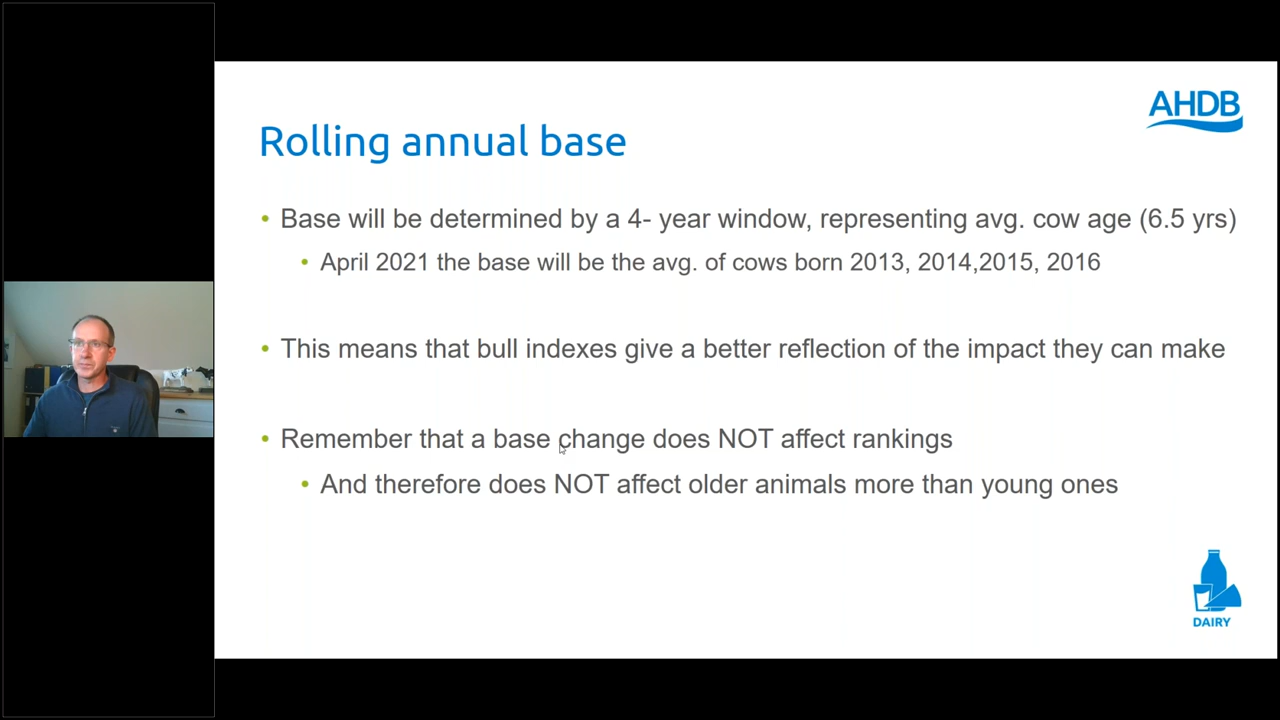 AHDB
Rolling annual base
• Base will be determined by a 4- year window, representing avg. cow age (6.5 yrs)
• April 2021 the base will be the avg. of cows born 2013, 2014,2015, 2016
• This means that bull indexes give a better reflection of the impact they can make
• Remember that a base change does NOT affect rankings
• And therefore does NOT affect older animals more than young ones
DAIRY